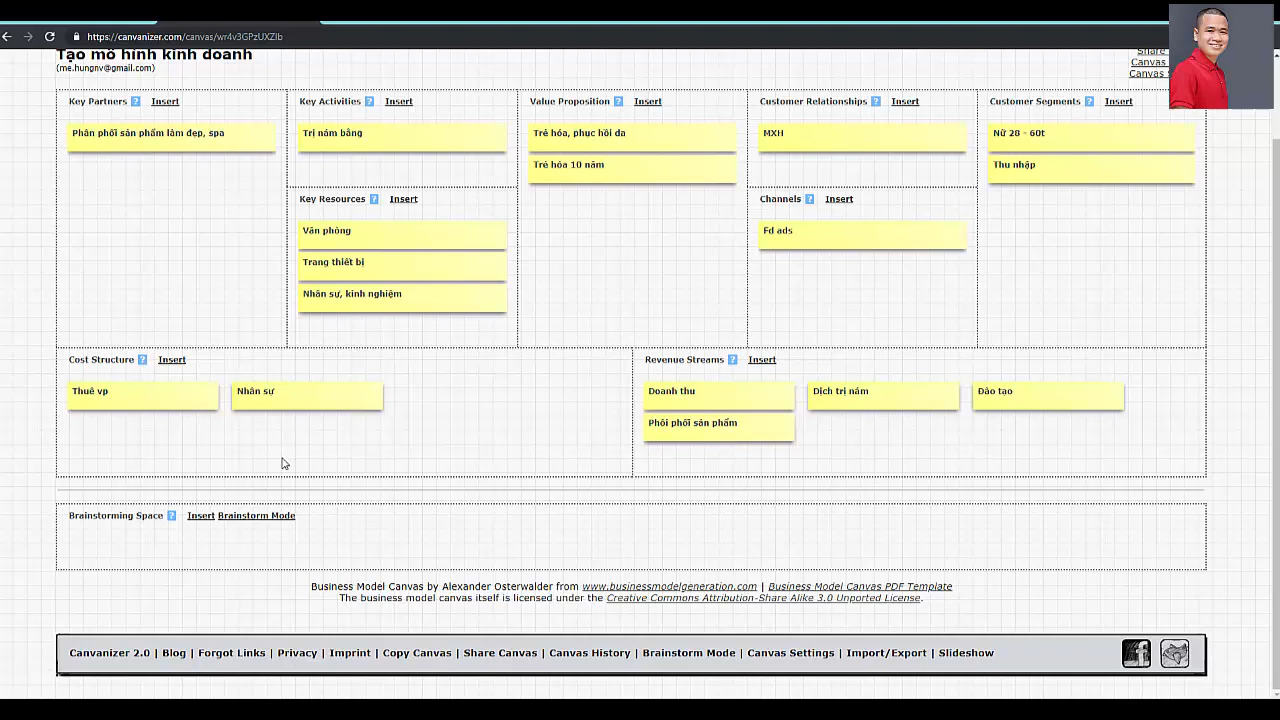 https://canvanizer.com/canvas/wr4v3GPzUXZIb
Tạo mô hình kinh doanh
(me.hungnv@gmail.com)
Share
Canvas
Canvas
Key Partners ? Insert
Phân phối sản phẩm làm đẹp, spa
Key Activities ? Insert
Trị nám bằng
Key Resources ? Insert
Văn phòng
Trang thiết bị
Nhân sự, kinh nghiệm
Value Proposition ? Insert
Trẻ hóa, phục hồi da
Trẻ hóa 10 năm
Customer Relationships ? Insert
MXH
Channels ? Insert
Fd ads
Customer Segments ? Insert
Nữ 28 - 60t
Thu nhập
Cost Structure ? Insert
Thuê vp
Nhân sự
Revenue Streams ? Insert
Doanh thu
Dịch trị nám
Đào tạo
Phôi phối sản phẩm
Brainstorming Space ? Insert Brainstorm Mode
Business Model Canvas by Alexander Osterwalder from www.businessmodelgeneration.com | Business Model Canvas PDF Template
The business model canvas itself is licensed under the Creative Commons Attribution-Share Alike 3.0 Unported License.
Canvanizer 2.0 | Blog | Forgot Links | Privacy | Imprint | Copy Canvas | Share Canvas | Canvas History | Brainstorm Mode | Canvas Settings | Import/Export | Slideshow